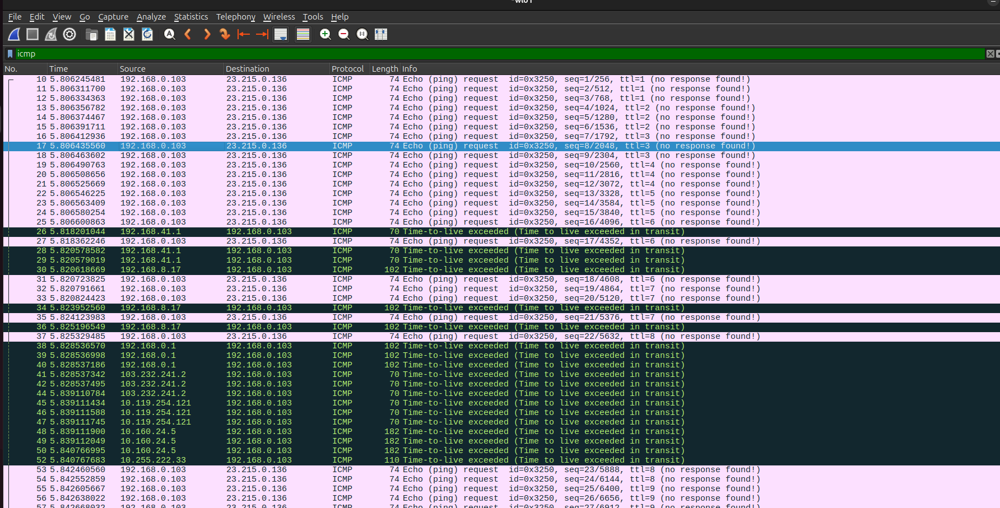 *wlo1
File Edit View Go Capture Analyze Statistics Telephony Wireless Tools Help
icmp
No. Time Source Destination Protocol Length Info
10 5.806245481 192.168.0.103 23.215.0.136 ICMP 74 Echo (ping) request id=0x3250, seq=1/256, ttl=1 (no response found!)
11 5.806311700 192.168.0.103 23.215.0.136 ICMP 74 Echo (ping) request id=0x3250, seq=2/512, ttl=1 (no response found!)
12 5.806334363 192.168.0.103 23.215.0.136 ICMP 74 Echo (ping) request id=0x3250, seq=3/768, ttl=1 (no response found!)
13 5.806356782 192.168.0.103 23.215.0.136 ICMP 74 Echo (ping) request id=0x3250, seq=4/1024, ttl=2 (no response found!)
14 5.806374467 192.168.0.103 23.215.0.136 ICMP 74 Echo (ping) request id=0x3250, seq=5/1280, ttl=2 (no response found!)
15 5.806391711 192.168.0.103 23.215.0.136 ICMP 74 Echo (ping) request id=0x3250, seq=6/1536, ttl=2 (no response found!)
16 5.806412936 192.168.0.103 23.215.0.136 ICMP 74 Echo (ping) request id=0x3250, seq=7/1792, ttl=3 (no response found!)
17 5.806435560 192.168.0.103 23.215.0.136 ICMP 74 Echo (ping) request id=0x3250, seq=8/2048, ttl=3 (no response found!)
18 5.806463602 192.168.0.103 23.215.0.136 ICMP 74 Echo (ping) request id=0x3250, seq=9/2304, ttl=3 (no response found!)
19 5.806490763 192.168.0.103 23.215.0.136 ICMP 74 Echo (ping) request id=0x3250, seq=10/2560, ttl=4 (no response found!)
20 5.806508656 192.168.0.103 23.215.0.136 ICMP 74 Echo (ping) request id=0x3250, seq=11/2816, ttl=4 (no response found!)
21 5.806525669 192.168.0.103 23.215.0.136 ICMP 74 Echo (ping) request id=0x3250, seq=12/3072, ttl=4 (no response found!)
22 5.806546225 192.168.0.103 23.215.0.136 ICMP 74 Echo (ping) request id=0x3250, seq=13/3328, ttl=5 (no response found!)
23 5.806563409 192.168.0.103 23.215.0.136 ICMP 74 Echo (ping) request id=0x3250, seq=14/3584, ttl=5 (no response found!)
24 5.806580254 192.168.0.103 23.215.0.136 ICMP 74 Echo (ping) request id=0x3250, seq=15/3840, ttl=5 (no response found!)
25 5.806600863 192.168.0.103 23.215.0.136 ICMP 74 Echo (ping) request id=0x3250, seq=16/4096, ttl=6 (no response found!)
26 5.818201044 192.168.41.1 192.168.0.103 ICMP 70 Time-to-live exceeded (Time to live exceeded in transit)
27 5.818362246 192.168.0.103 23.215.0.136 ICMP 74 Echo (ping) request id=0x3250, seq=17/4352, ttl=6 (no response found!)
28 5.820578582 192.168.41.1 192.168.0.103 ICMP 70 Time-to-live exceeded (Time to live exceeded in transit)
29 5.820579019 192.168.41.1 192.168.0.103 ICMP 70 Time-to-live exceeded (Time to live exceeded in transit)
30 5.820618669 192.168.8.17 192.168.0.103 ICMP 102 Time-to-live exceeded (Time to live exceeded in transit)
31 5.820723825 192.168.0.103 23.215.0.136 ICMP 74 Echo (ping) request id=0x3250, seq=18/4608, ttl=6 (no response found!)
32 5.820791661 192.168.0.103 23.215.0.136 ICMP 74 Echo (ping) request id=0x3250, seq=19/4864, ttl=7 (no response found!)
33 5.820824423 192.168.0.103 23.215.0.136 ICMP 74 Echo (ping) request id=0x3250, seq=20/5120, ttl=7 (no response found!)
34 5.823952560 192.168.8.17 192.168.0.103 ICMP 102 Time-to-live exceeded (Time to live exceeded in transit)
35 5.824123983 192.168.0.103 23.215.0.136 ICMP 74 Echo (ping) request id=0x3250, seq=21/5376, ttl=7 (no response found!)
36 5.825196549 192.168.8.17 192.168.0.103 ICMP 102 Time-to-live exceeded (Time to live exceeded in transit)
37 5.825329485 192.168.0.103 23.215.0.136 ICMP 74 Echo (ping) request id=0x3250, seq=22/5632, ttl=8 (no response found!)
38 5.828536570 192.168.0.1 192.168.0.103 ICMP 102 Time-to-live exceeded (Time to live exceeded in transit)
39 5.828536998 192.168.0.1 192.168.0.103 ICMP 102 Time-to-live exceeded (Time to live exceeded in transit)
40 5.828537186 192.168.0.1 192.168.0.103 ICMP 102 Time-to-live exceeded (Time to live exceeded in transit)
41 5.828537342 103.232.241.2 192.168.0.103 ICMP 70 Time-to-live exceeded (Time to live exceeded in transit)
42 5.828537495 103.232.241.2 192.168.0.103 ICMP 70 Time-to-live exceeded (Time to live exceeded in transit)
44 5.839110784 103.232.241.2 192.168.0.103 ICMP 70 Time-to-live exceeded (Time to live exceeded in transit)
45 5.839111434 10.119.254.121 192.168.0.103 ICMP 70 Time-to-live exceeded (Time to live exceeded in transit)
46 5.839111588 10.119.254.121 192.168.0.103 ICMP 70 Time-to-live exceeded (Time to live exceeded in transit)
47 5.839111745 10.119.254.121 192.168.0.103 ICMP 70 Time-to-live exceeded (Time to live exceeded in transit)
48 5.839111900 10.160.24.5 192.168.0.103 ICMP 182 Time-to-live exceeded (Time to live exceeded in transit)
49 5.839112049 10.160.24.5 192.168.0.103 ICMP 182 Time-to-live exceeded (Time to live exceeded in transit)
50 5.840766995 10.160.24.5 192.168.0.103 ICMP 182 Time-to-live exceeded (Time to live exceeded in transit)
52 5.840767683 10.255.222.33 192.168.0.103 ICMP 110 Time-to-live exceeded (Time to live exceeded in transit)
53 5.842460560 192.168.0.103 23.215.0.136 ICMP 74 Echo (ping) request id=0x3250, seq=23/5888, ttl=8 (no response found!)
54 5.842552859 192.168.0.103 23.215.0.136 ICMP 74 Echo (ping) request id=0x3250, seq=24/6144, ttl=8 (no response found!)
55 5.842605667 192.168.0.103 23.215.0.136 ICMP 74 Echo (ping) request id=0x3250, seq=25/6400, ttl=9 (no response found!)
56 5.842638022 192.168.0.103 23.215.0.136 ICMP 74 Echo (ping) request id=0x3250, seq=26/6656, ttl=9 (no response found!)
57 5.842668032 192.168.0.103 23.215.0.136 ICMP 74 Echo (ping) request id=0x3250, seq=27/6912, ttl=9 (no response found!)